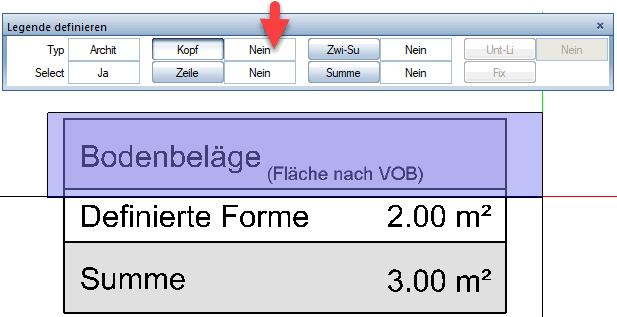 Legende definieren
Typ Archit Kopf Nein Zwi-Su Nein Unt-Li Nein
Select Ja Zeile Nein Summe Nein Fix
Bodenbeläge (Fläche nach VOB)
Definierte Forme 2.00 m²
Summe 3.00 m²